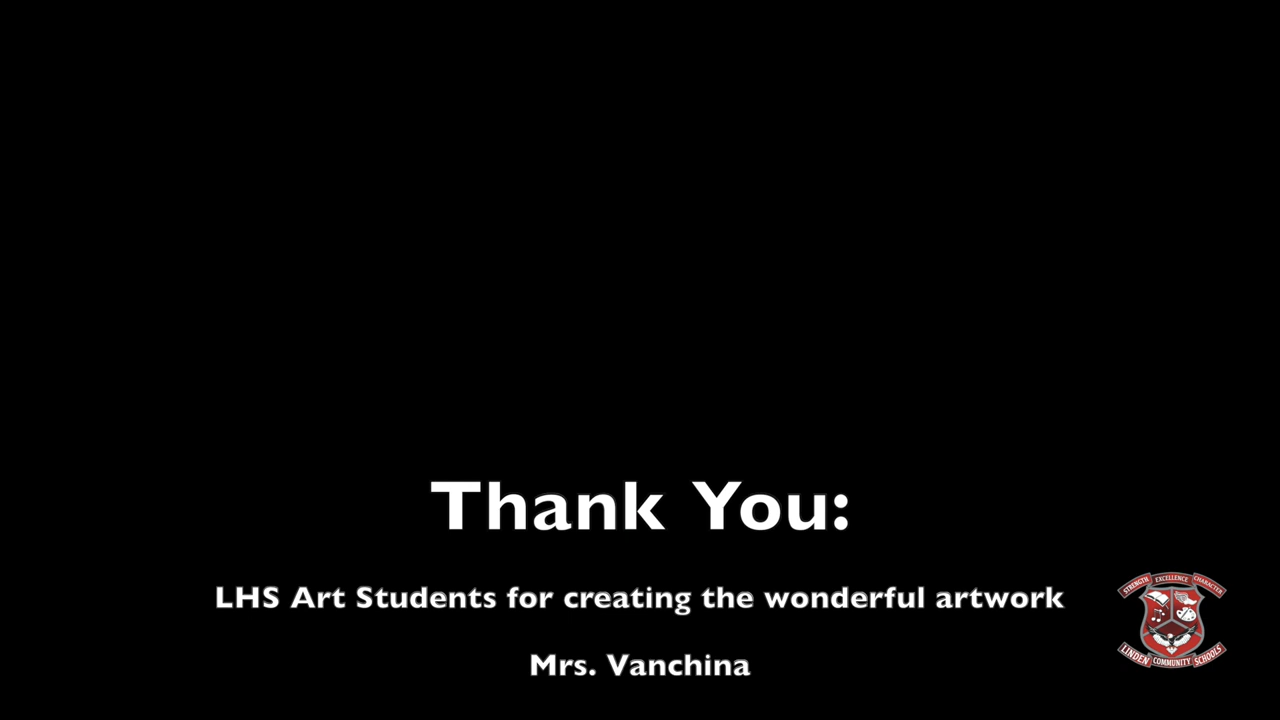 Thank You:
LHS Art Students for creating the wonderful artwork
Mrs. Vanchina
STRENGTH EXCELLENCE CHARACTER
LINDEN COMMUNITY SCHOOLS